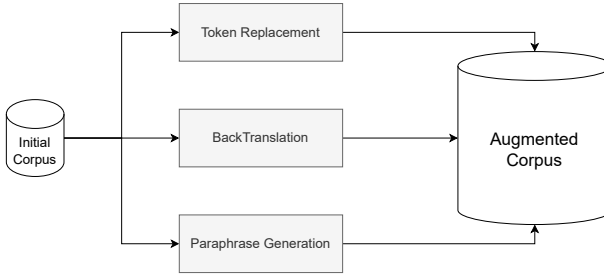 Token Replacement
Initial
Corpus
BackTranslation
Augmented
Corpus
Paraphrase Generation